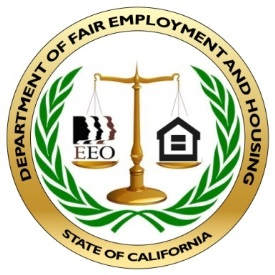 DEPARTMENT OF FAIR EMPLOYMENT AND HOUSING
EEO
STATE OF CALIFORNIA